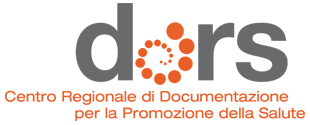 dors
Centro Regionale di Documentazione
per la Promozione della Salute